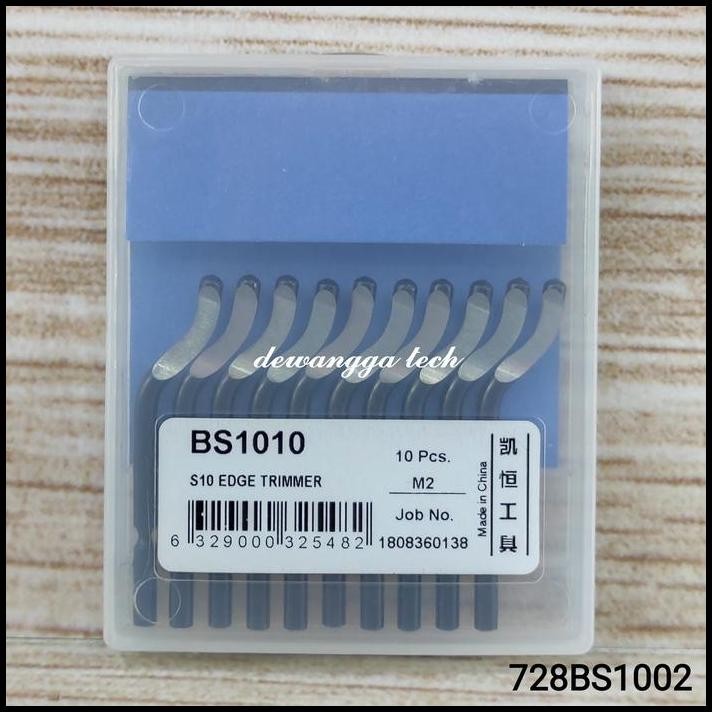 dewangga tech
BS1010
S10 EDGE TRIMMER
6 329000 325482
10 Pcs.
M2
Job No.
1808360138
Made in China
凯恒工具
728BS1002